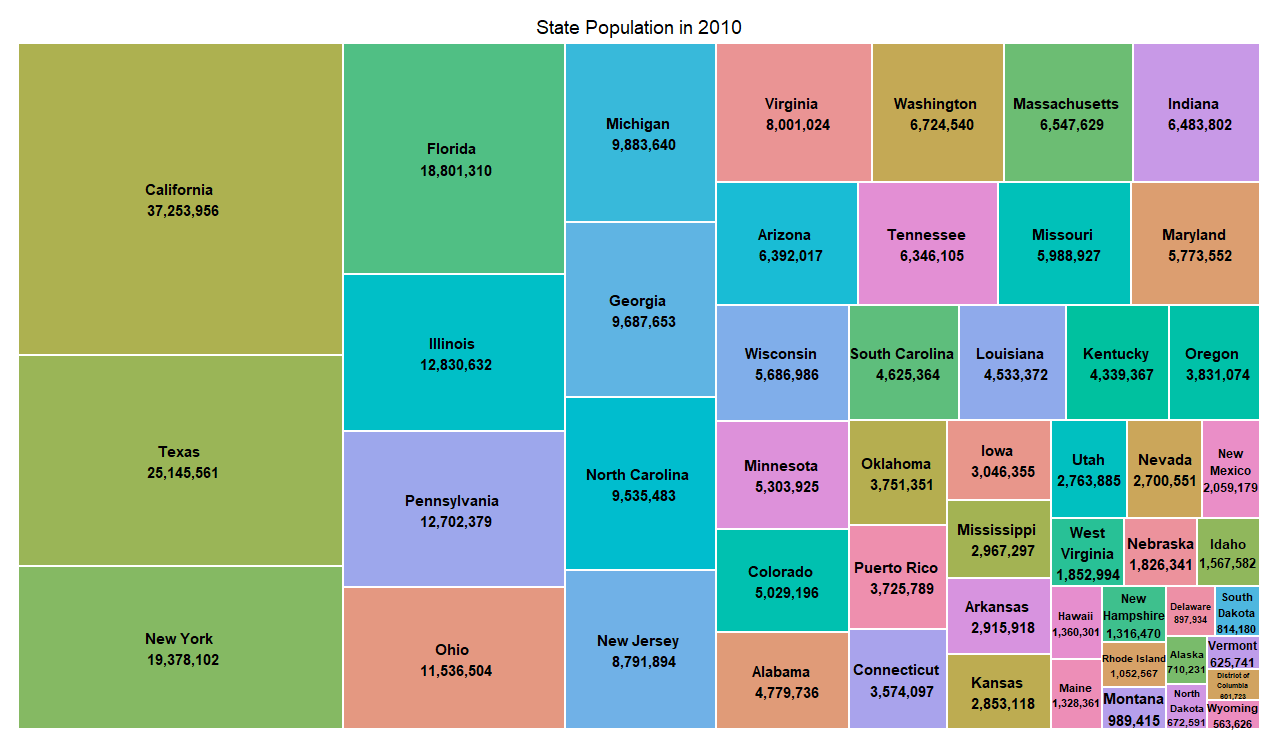 State Population in 2010
California
37,253,956
Texas
25,145,561
New York
19,378,102
Florida
18,801,310
Illinois
12,830,632
Pennsylvania
12,702,379
Ohio
11,536,504
Michigan
9,883,640
Georgia
9,687,653
North Carolina
9,535,483
New Jersey
8,791,894
Virginia
8,001,024
Washington
6,724,540
Massachusetts
6,547,629
Indiana
6,483,802
Arizona
6,392,017
Tennessee
6,346,105
Missouri
5,988,927
Maryland
5,773,552
Wisconsin
5,686,986
Minnesota
5,303,925
Colorado
5,029,196
Alabama
4,779,736
South Carolina
4,625,364
Louisiana
4,533,372
Kentucky
4,339,367
Oregon
3,831,074
Oklahoma
3,751,351
Puerto Rico
3,725,789
Connecticut
3,574,097
Iowa
3,046,355
Mississippi
2,967,297
Arkansas
2,915,918
Kansas
2,853,118
Utah
2,763,885
Nevada
2,700,551
New
Mexico
2,059,179
West
Virginia
1,852,994
Nebraska
1,826,341
Idaho
1,567,582
Hawaii
1,360,301
Maine
1,328,361
New
Hampshire
1,316,470
Rhode Island
1,052,567
Montana
989,415
Delaware
897,934
South
Dakota
814,180
Alaska
710,231
North
Dakota
672,591
Vermont
625,741
District of
Columbia
601,723
Wyoming
563,626